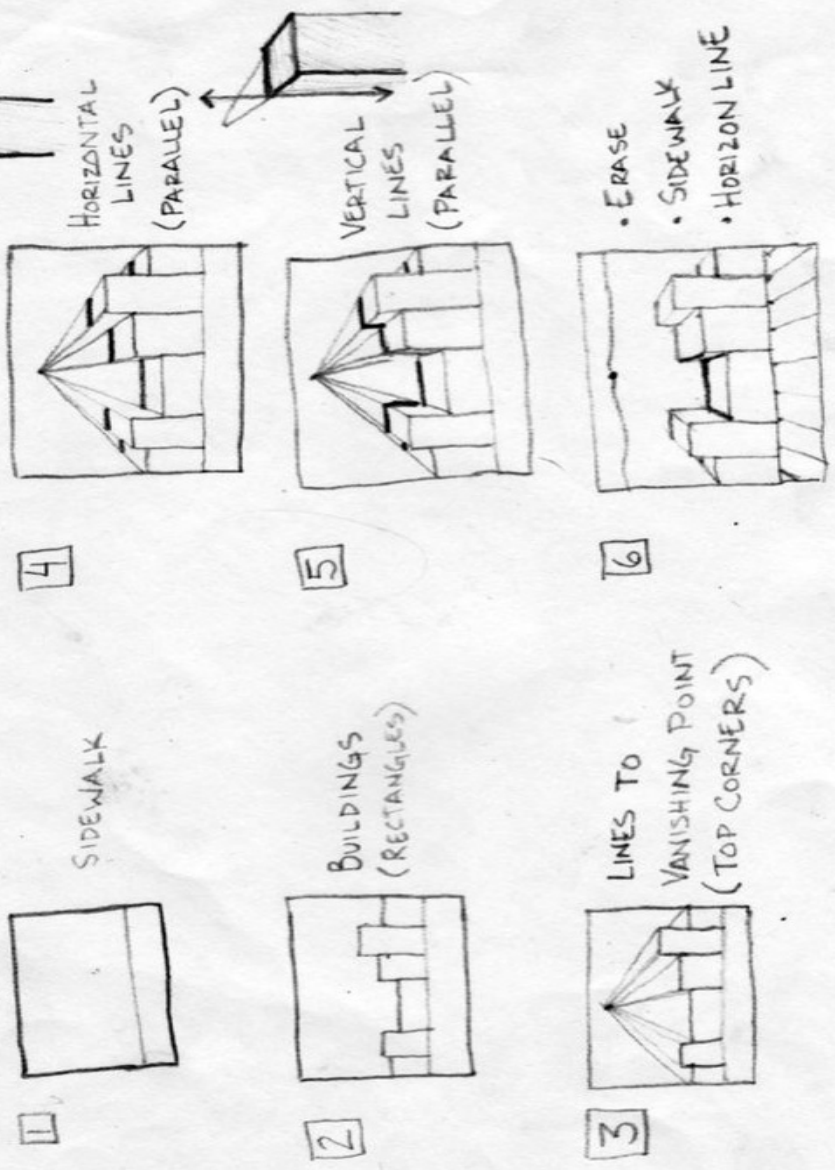 1
SIDEWALK
2
BUILDINGS
(RECTANGLES)
3
LINES TO
VANISHING POINT
(TOP CORNERS)
4
HORIZONTAL
LINES
(PARALLEL)
5
VERTICAL
LINES
(PARALLEL)
6
• ERASE
• SIDEWALK
• HORIZON LINE